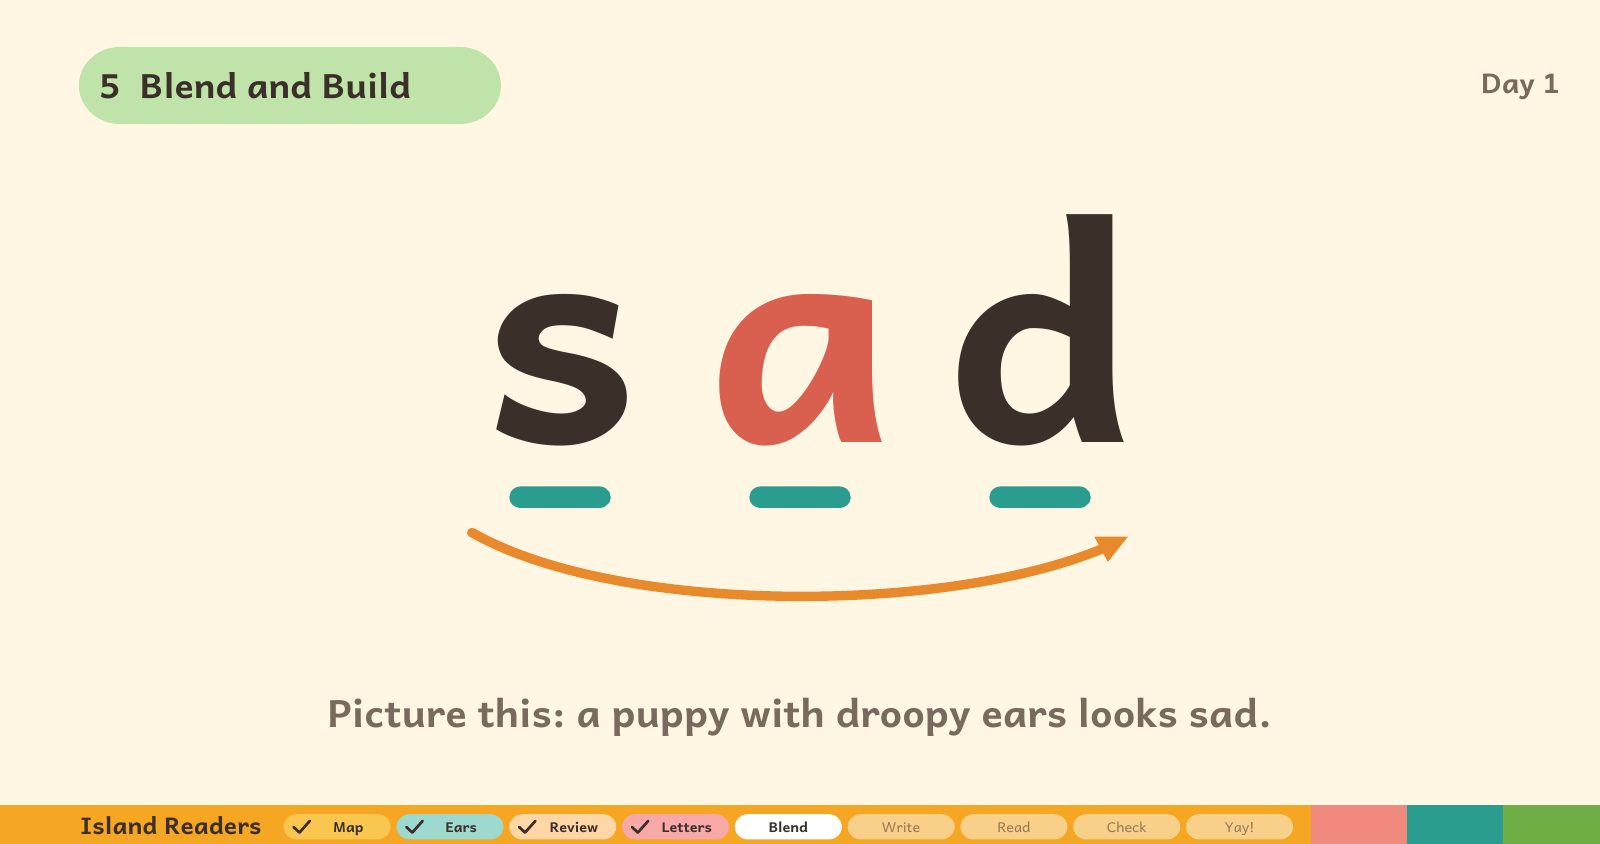 5 Blend and Build
Day 1
s a d
Picture this: a puppy with droopy ears looks sad.
Island Readers Map Ears Review Letters Blend Write Read Check Yay!